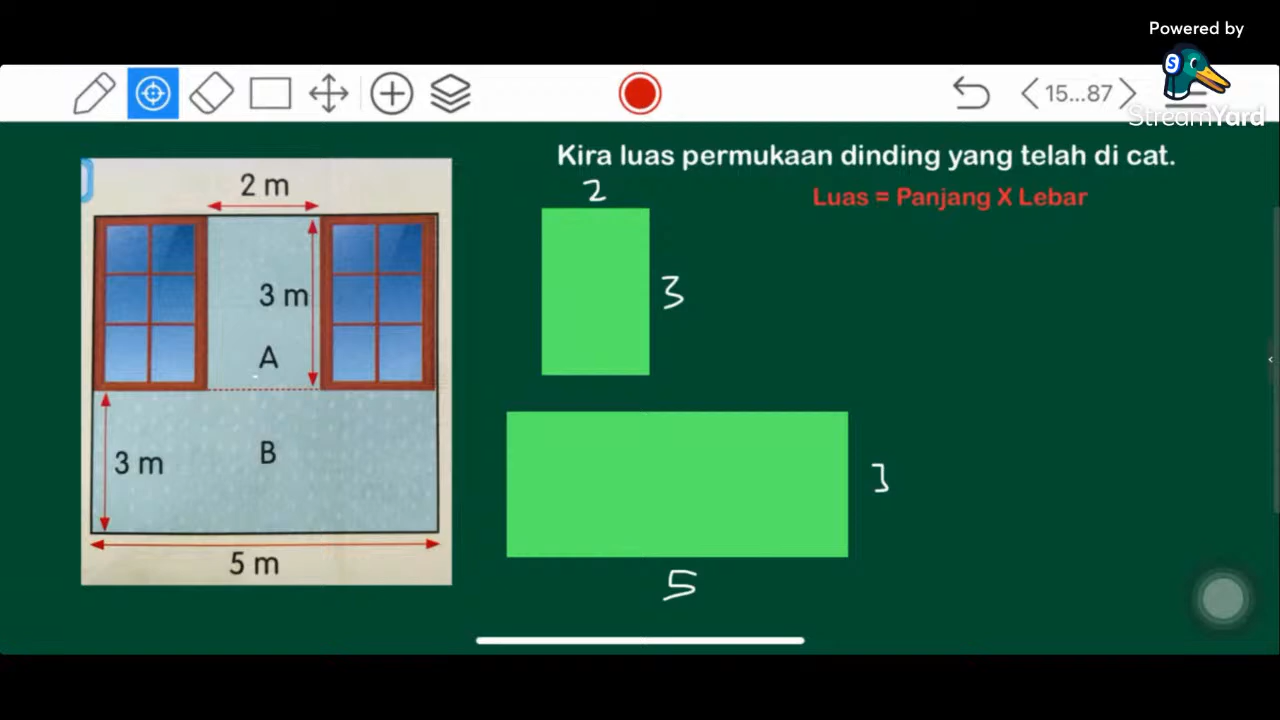 Powered by
StreamYard
15...87
Kira luas permukaan dinding yang telah di cat.
Luas = Panjang X Lebar
2 m
3 m
A
3 m
B
5 m
2
3
3
5